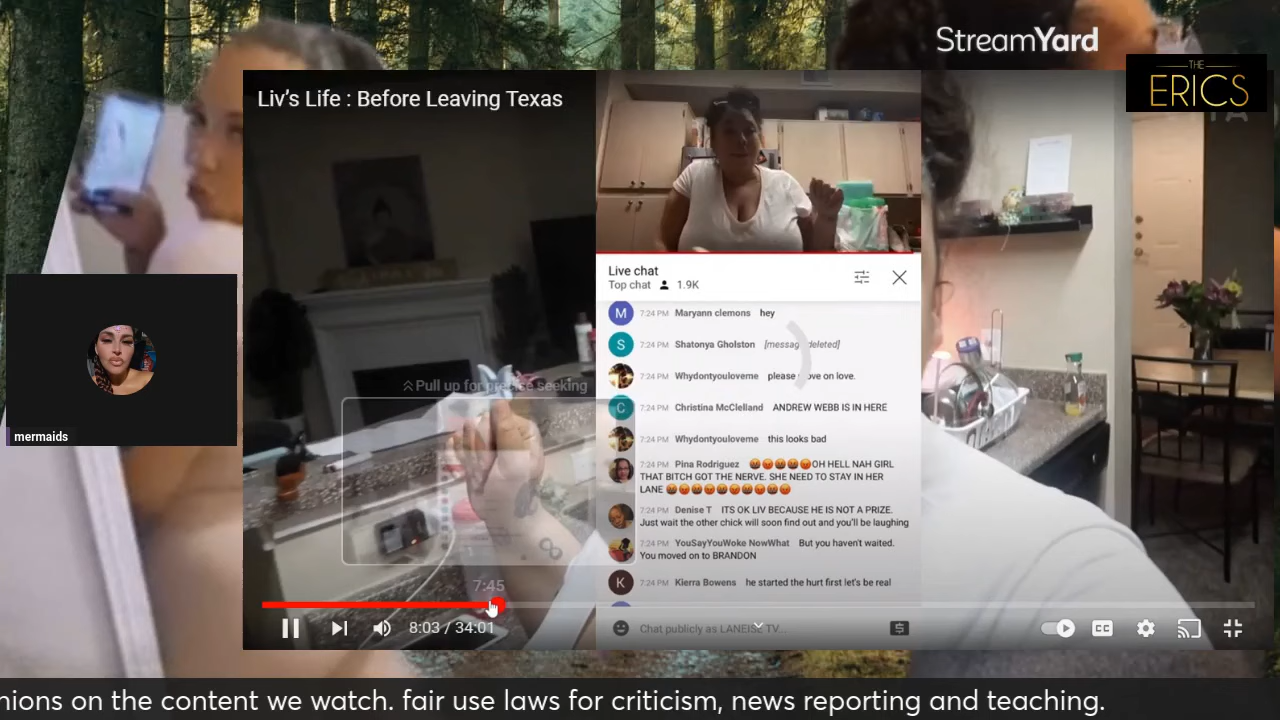 StreamYard
THE
ERICS
Liv's Life : Before Leaving Texas
Live chat
Top chat 1.9K
M 7:24 PM Maryann clemons hey
S 7:24 PM Shatonya Gholston [messag deleted]
7:24 PM Whydontyouloveme please ove on love.
C 7:24 PM Christina McClelland ANDREW WEBB IS IN HERE
7:24 PM Whydontyouloveme this looks bad
7:24 PM Pina Rodriguez 🤬😡🤬😡🤬OH HELL NAH GIRL
THAT BITCH GOT THE NERVE. SHE NEED TO STAY IN HER
LANE 🤬😡🤬😡🤬😡🤬😡🤬😡
7:24 PM Denise T ITS OK LIV BECAUSE HE IS NOT A PRIZE.
Just wait the other chick will soon find out and you'll be laughing
7:24 PM YouSayYouWoke NowWhat But you haven't waited.
You moved on to BRANDON
K 7:24 PM Kierra Bowens he started the hurt first let's be real
Chat publicly as LANEISE TV...
Pull up for precise seeking
mermaids
7:45
8:03 / 34:01
CC
nions on the content we watch. fair use laws for criticism, news reporting and teaching.